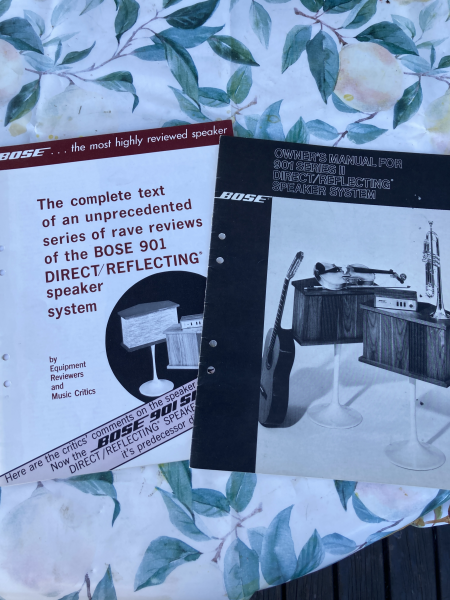 BOSE ... the most highly reviewed speaker
The complete text
of an unprecedented
series of rave reviews
of the BOSE 901
DIRECT/REFLECTING®
speaker
system
by
Equipment
Reviewers
and
Music Critics
Here are the critics' comments on the speaker
Now the BOSE 901
DIRECT/REFLECTING® SPEAKE
it's predecessor
OWNER'S MANUAL FOR
901 SERIES II
DIRECT/REFLECTING®
SPEAKER SYSTEM
BOSE